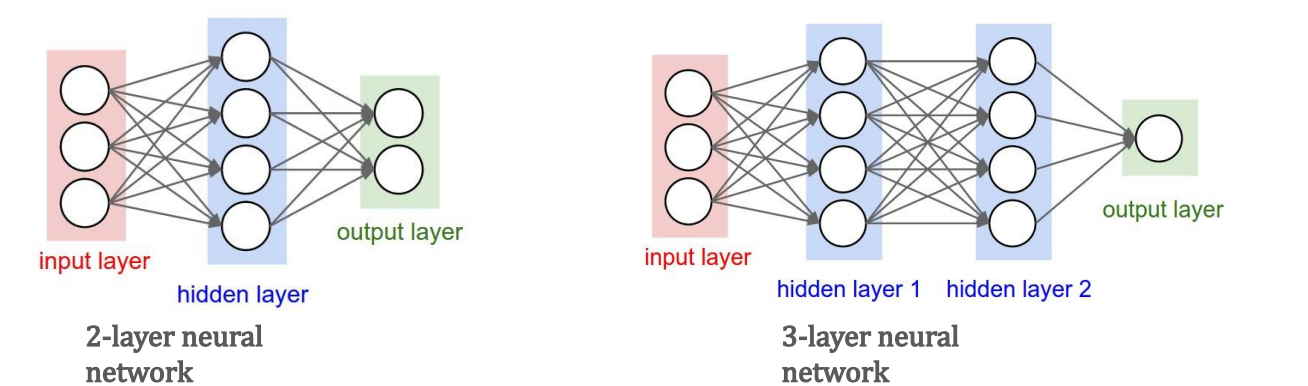 input layer
hidden layer
output layer
2-layer neural
network
input layer
hidden layer 1
hidden layer 2
output layer
3-layer neural
network